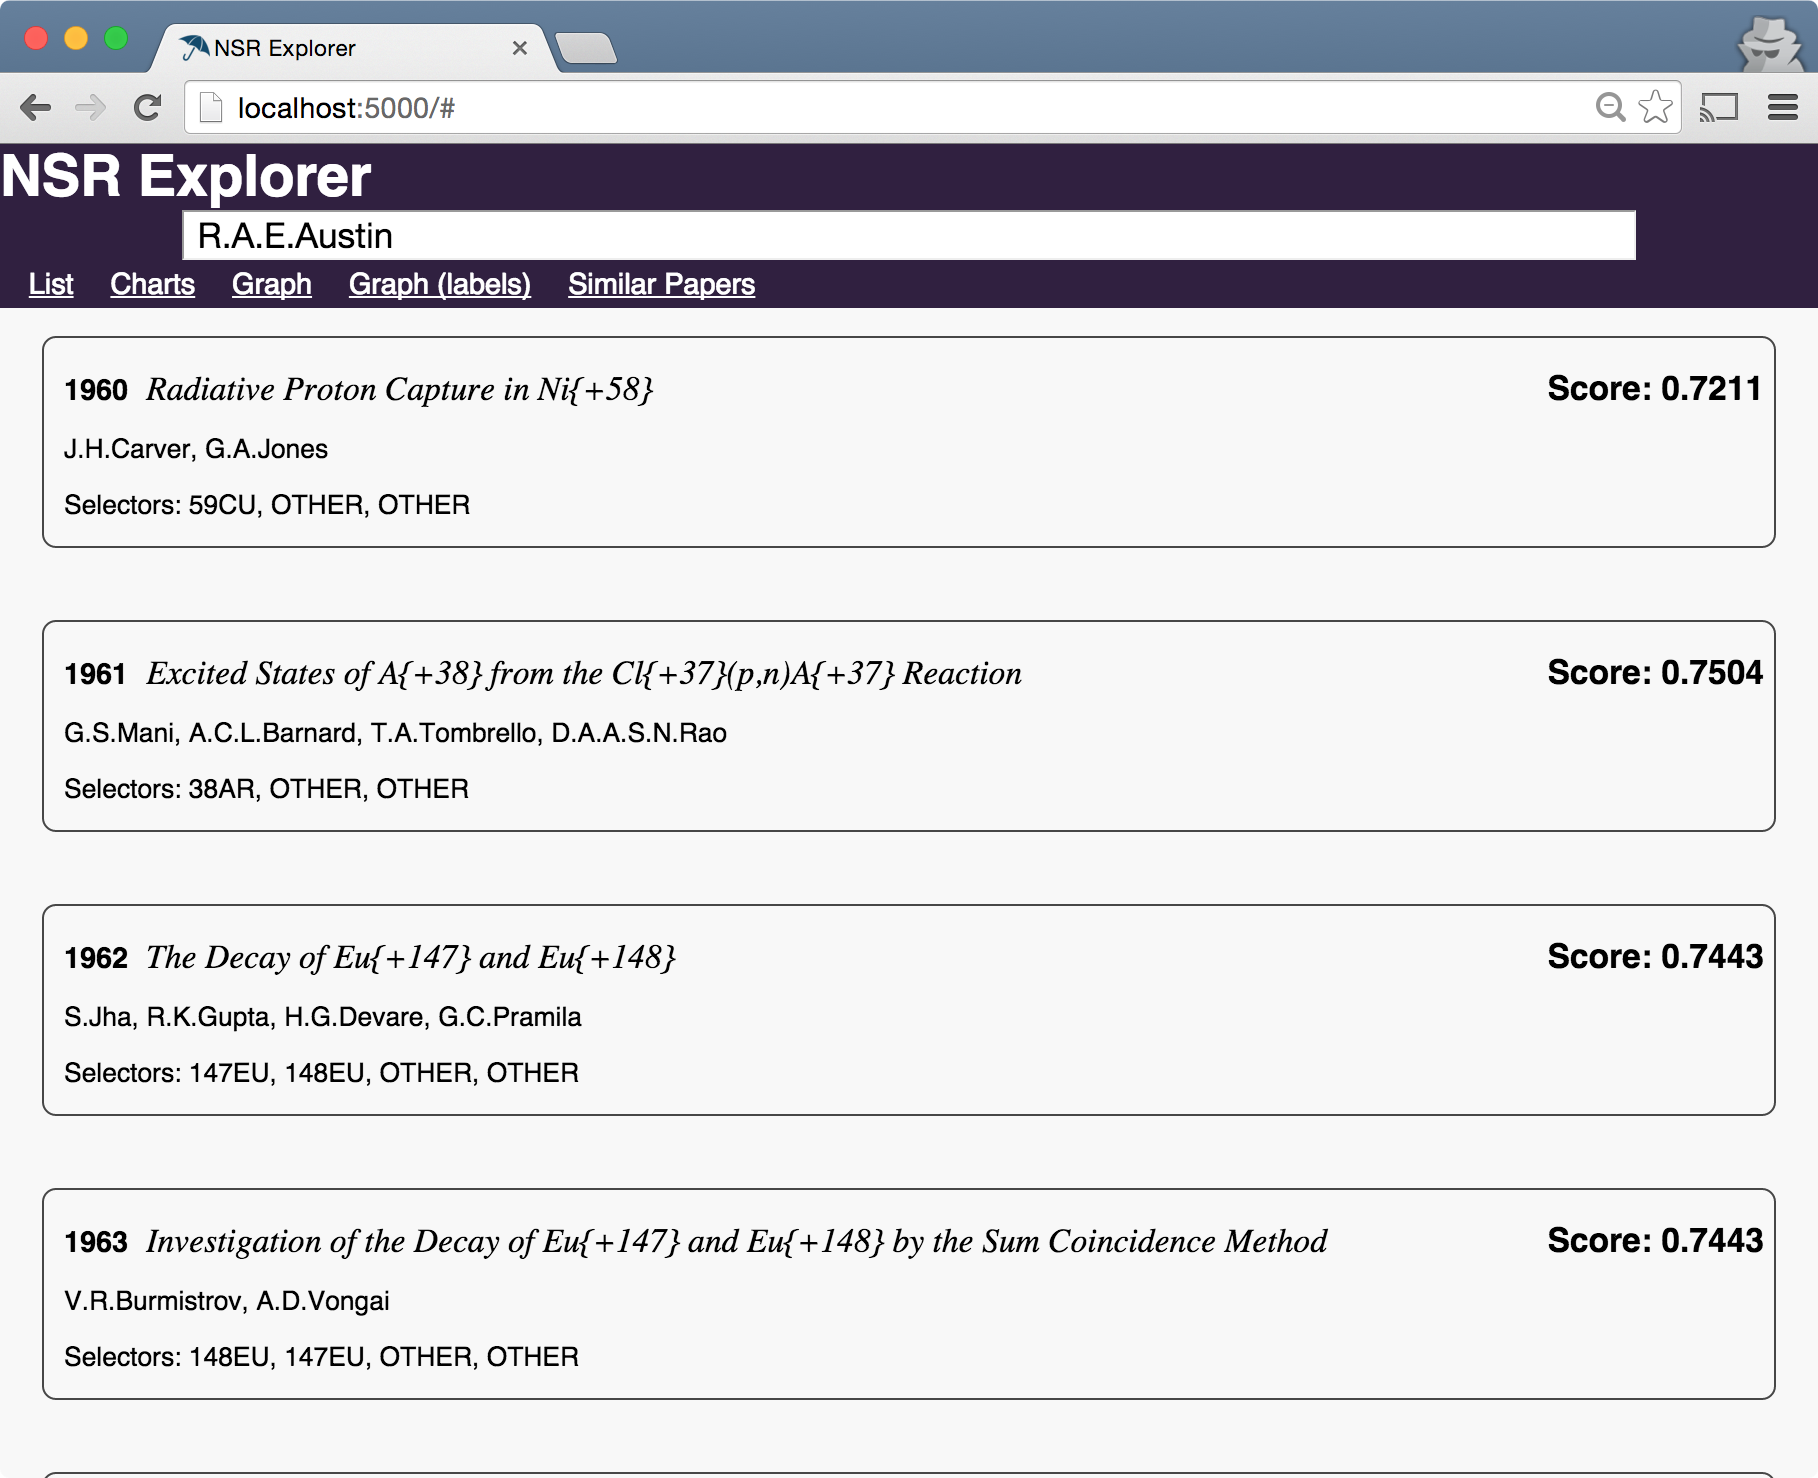 NSR Explorer
localhost:5000/#
NSR Explorer
R.A.E.Austin
List Charts Graph Graph (labels) Similar Papers
1960 Radiative Proton Capture in Ni{+58} Score: 0.7211
J.H.Carver, G.A.Jones
Selectors: 59CU, OTHER, OTHER
1961 Excited States of A{+38} from the Cl{+37}(p,n)A{+37} Reaction Score: 0.7504
G.S.Mani, A.C.L.Barnard, T.A.Tombrello, D.A.A.S.N.Rao
Selectors: 38AR, OTHER, OTHER
1962 The Decay of Eu{+147} and Eu{+148} Score: 0.7443
S.Jha, R.K.Gupta, H.G.Devare, G.C.Pramila
Selectors: 147EU, 148EU, OTHER, OTHER
1963 Investigation of the Decay of Eu{+147} and Eu{+148} by the Sum Coincidence Method Score: 0.7443
V.R.Burmistrov, A.D.Vongai
Selectors: 148EU, 147EU, OTHER, OTHER